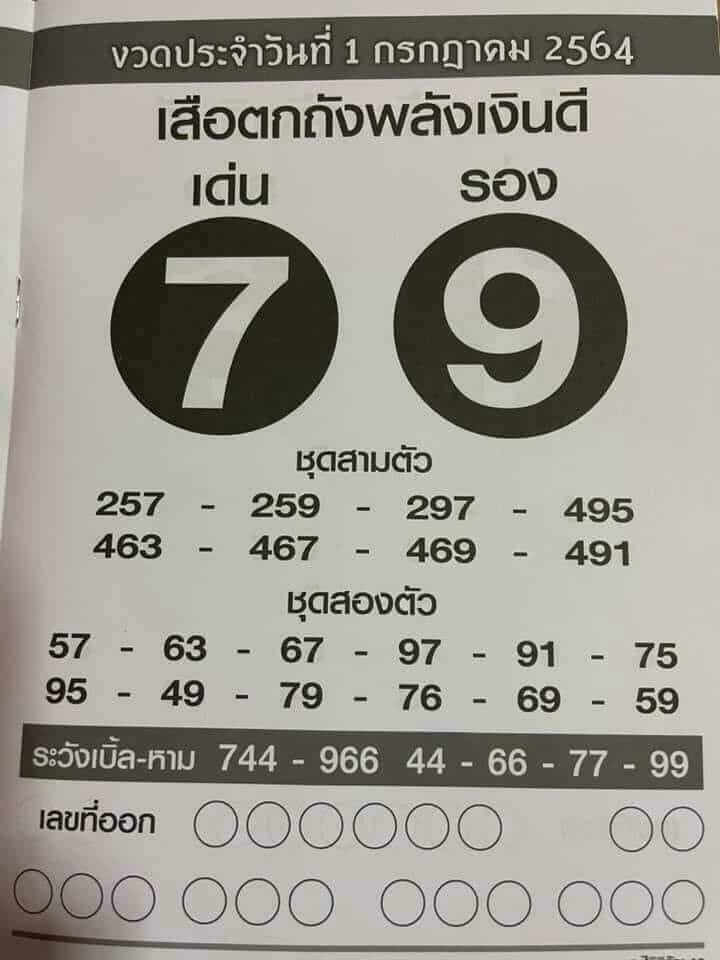 งวดประจำวันที่ 1 กรกฎาคม 2564
เสือตกถังพลังเงินดี
เด่น รอง
7 9
ชุดสามตัว
257 - 259 - 297 - 495
463 - 467 - 469 - 491
ชุดสองตัว
57 - 63 - 67 - 97 - 91 - 75
95 - 49 - 79 - 76 - 69 - 59
ระวังเบิ้ล-หาม 744 - 966 44 - 66 - 77 - 99
เลขที่ออก